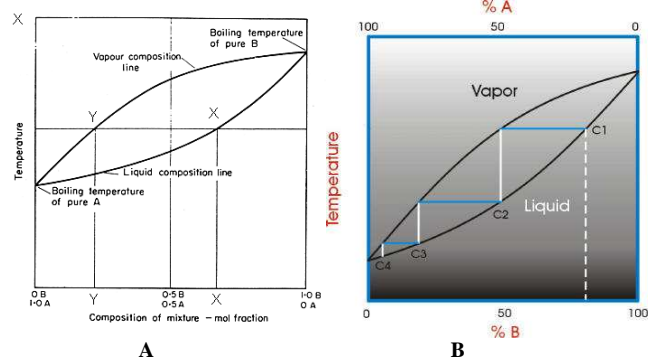 X
Boiling temperature
of pure B
Vapour composition
line
Y
X
Temperature
Liquid composition line
Boiling temperature
of pure A
0 B
1·0 A
Y
0.5 B
0.5 A
X
1·0 B
0 A
Composition of mixture – mol fraction
A
% A
100
50
0
Vapor
C1
Temperature
C2
Liquid
C3
C4
0
50
100
% B
B